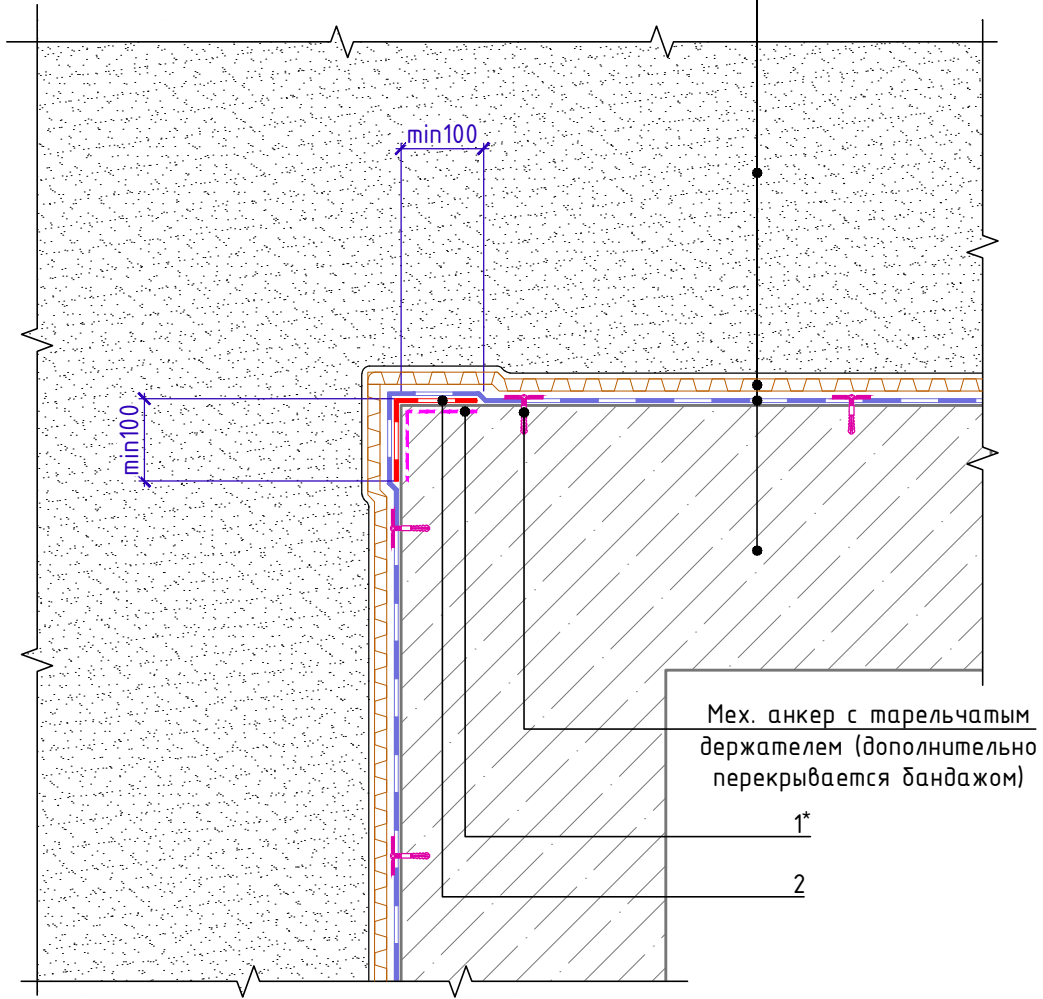 min100
min100
Мех. анкер с тарельчатым
держателем (дополнительно
перекрывается бандажом)
1*
2